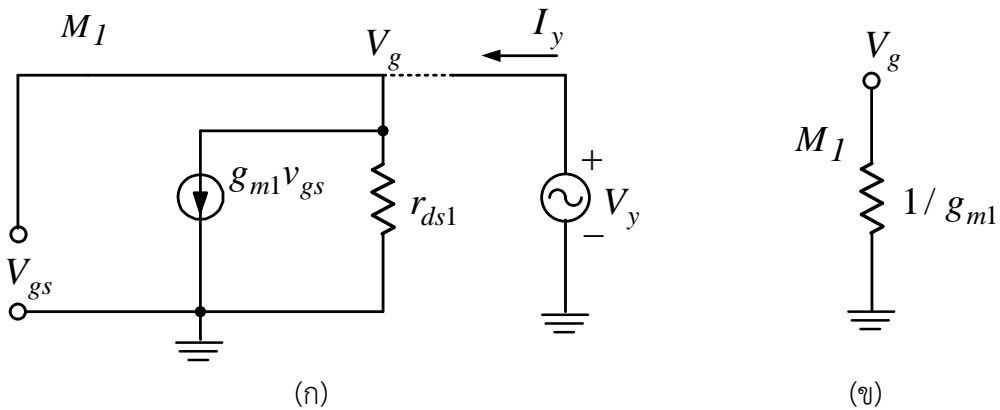 M1
Vg
Iy
gm1vgs
rds1
+
Vy
−
Vgs
(ก)
Vg
M1
1/ gm1
(ข)